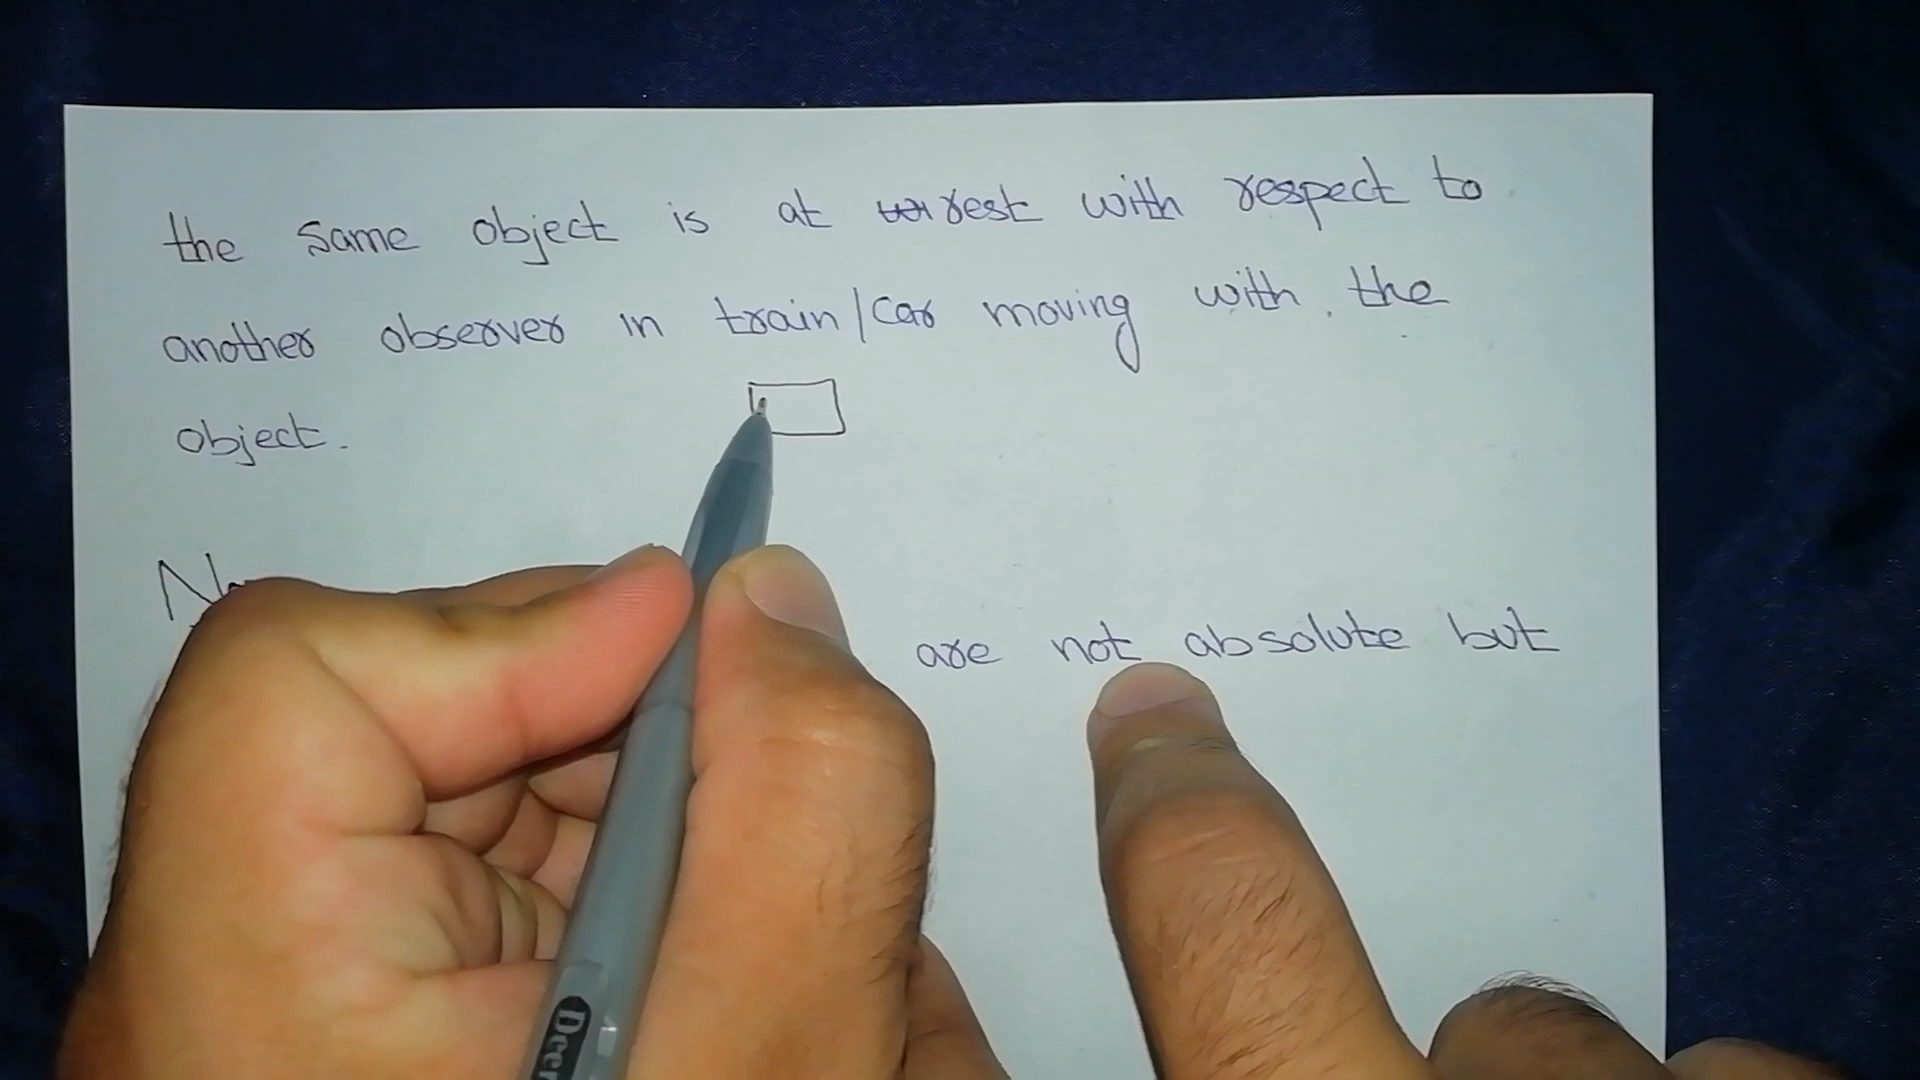 the same object is at rest with respect to
another observer in train/car moving with the
object.
are not absolute but